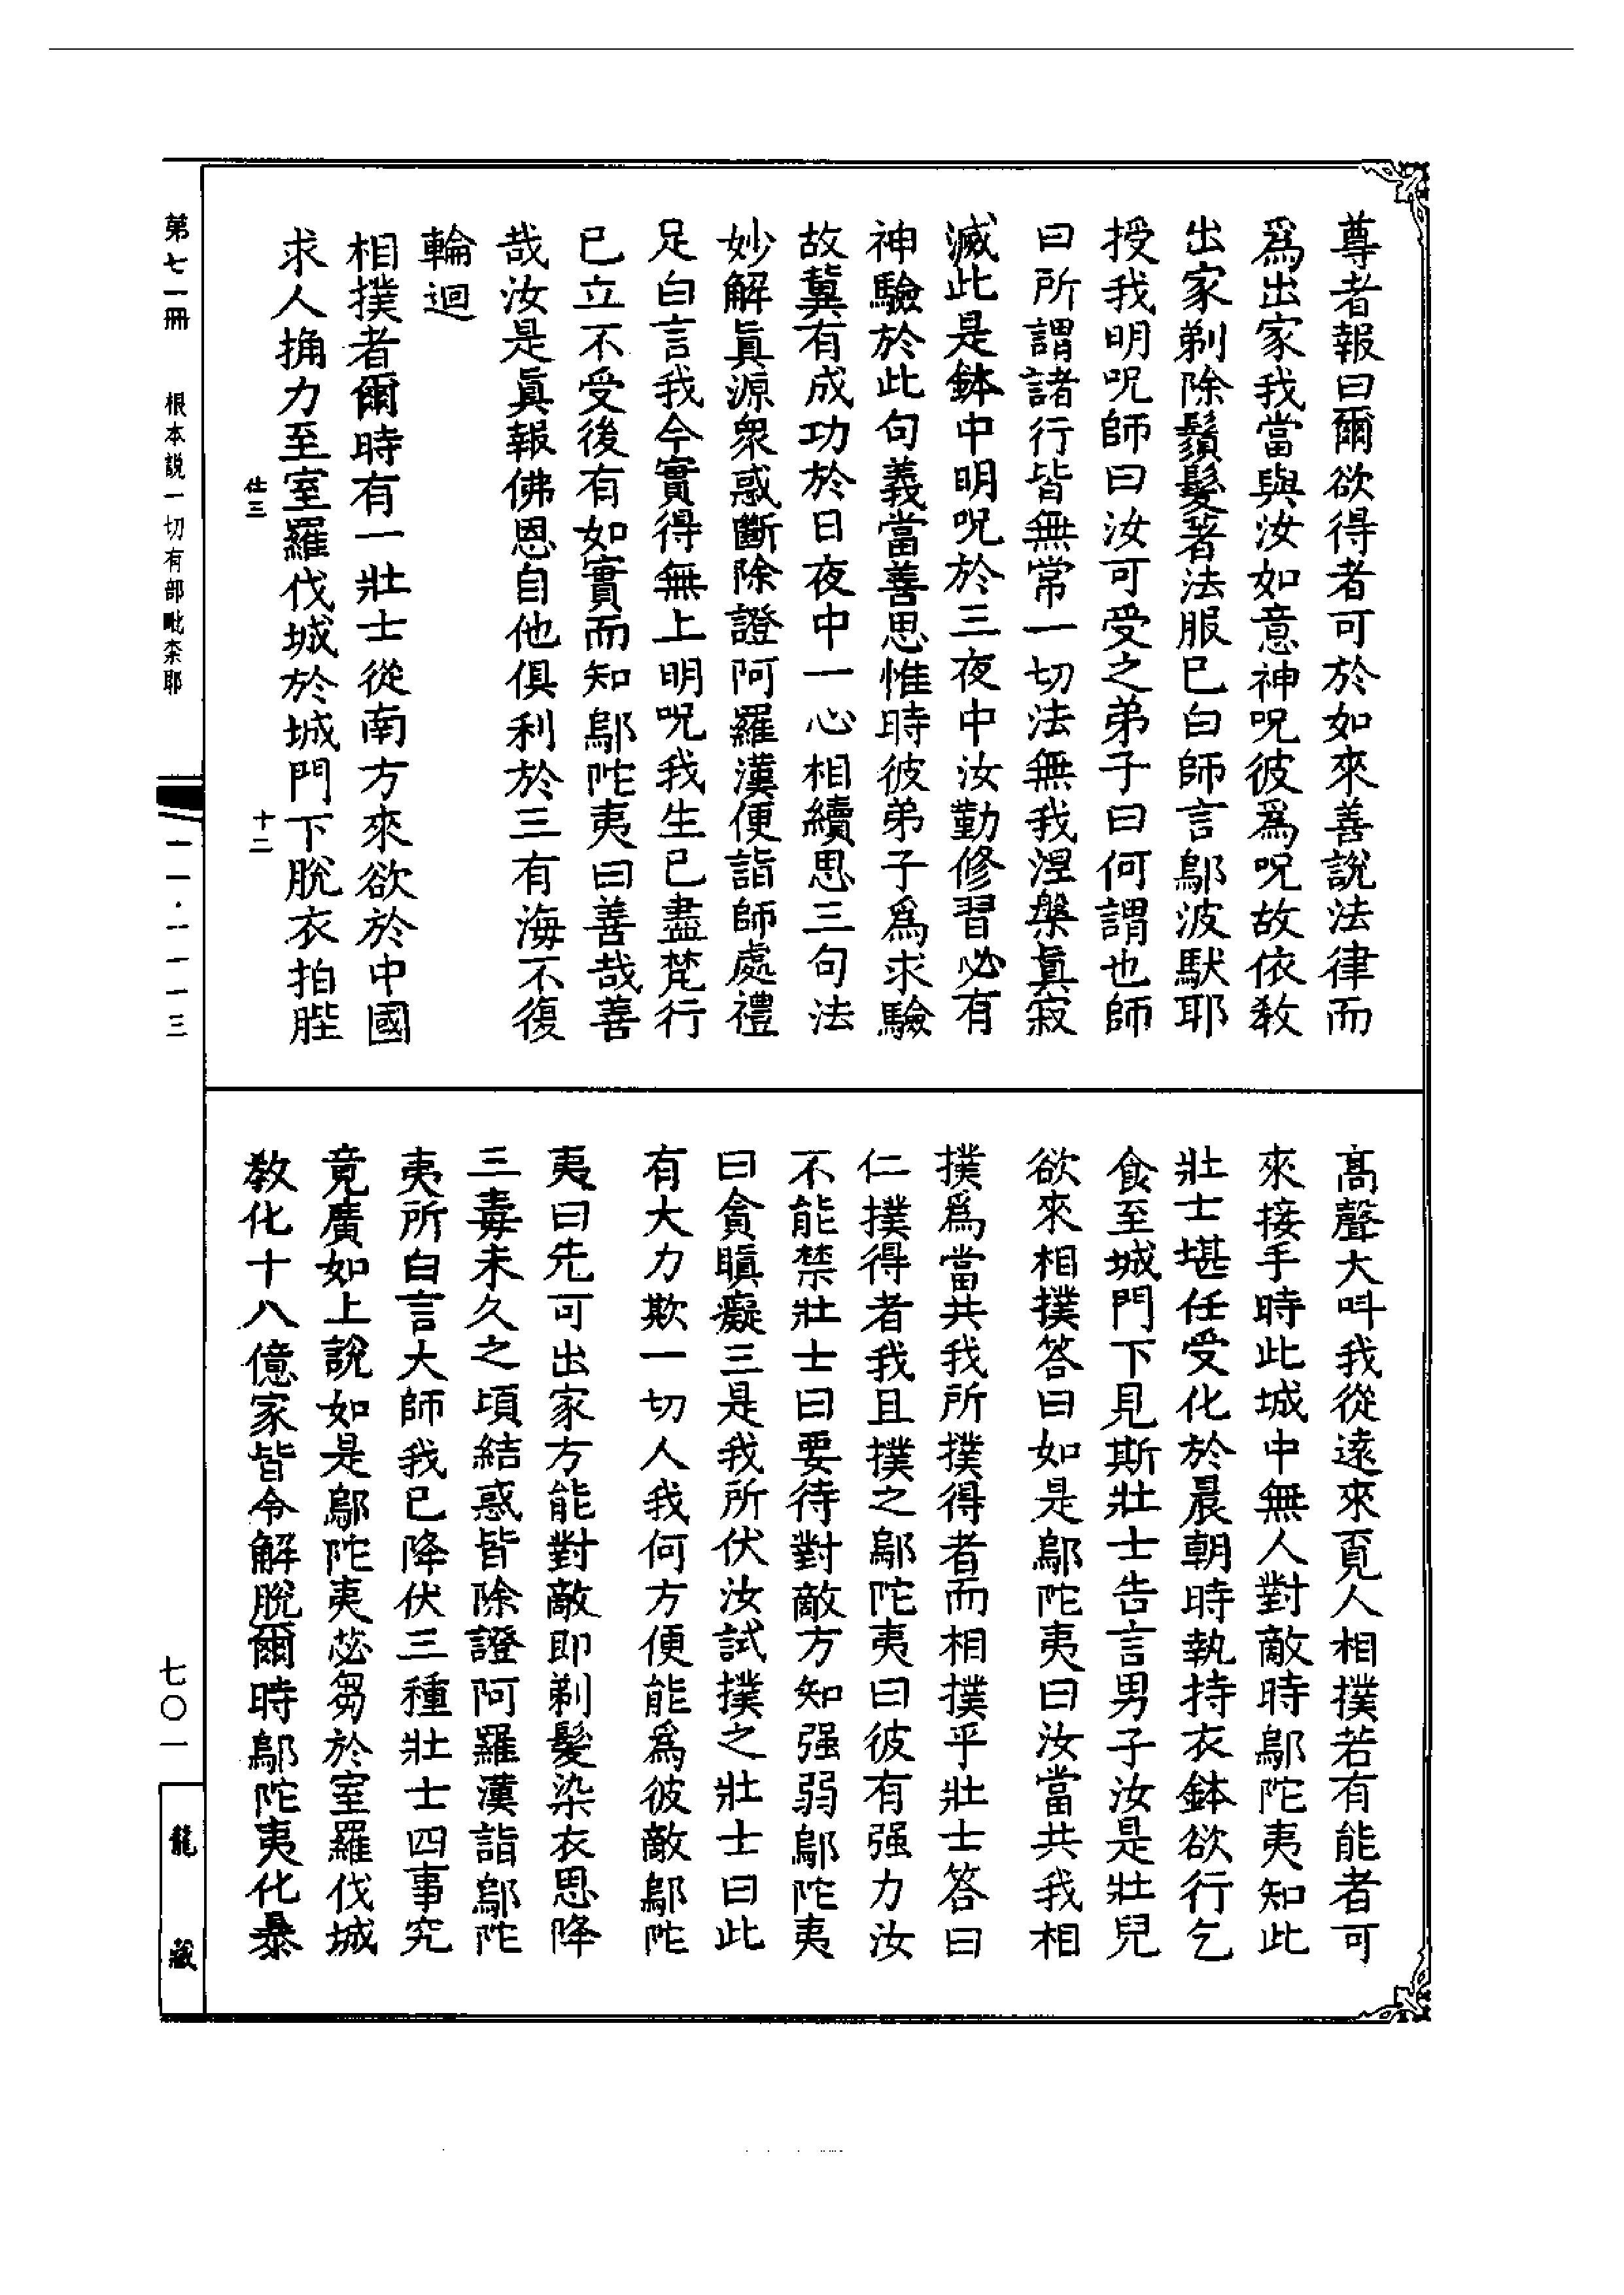 尊者報曰爾欲得者可於如來善說法律而
爲出家我當與汝如意神呪彼爲呪故依教
出家剃除鬚髮著法服已白師言鄔波馱耶
授我明呪師曰汝可受之弟子曰何謂也師
曰所謂諸行皆無常一切法無我涅槃眞寂
滅此是鉢中明呪於三夜中汝勤修習必有
神驗於此句義當善思惟時彼弟子爲求驗
故冀有成功於日夜中一心相續思三句法
妙解眞源衆惑斷除證阿羅漢便詣師處禮
足白言我今實得無上明呪我生已盡梵行
已立不受後有如實而知鄔陀夷曰善哉善
哉汝是眞報佛恩自他俱利於三有海不復
輪迴
相撲者爾時有一壯士從南方來欲於中國
求人捔力至室羅伐城於城門下脫衣拍䏶
仕三
十二
高聲大叫我從遠來覓人相撲若有能者可
來接手時此城中無人對敵時鄔陀夷知此
壯士堪任受化於晨朝時執持衣鉢欲行乞
食至城門下見斯壯士告言男子汝是壯兒
欲來相撲答曰如是鄔陀夷曰汝當共我相
撲爲當共我所撲得者而相撲乎壯士答曰
仁撲得者我且撲之鄔陀夷曰彼有强力汝
不能禁壯士曰要待對敵方知强弱鄔陀夷
曰貪瞋癡三是我所伏汝試撲之壯士曰此
有大力欺一切人我何方便能爲彼敵鄔陀
夷曰先可出家方能對敵即剃髮染衣思降
三毒未久之頃結惑皆除證阿羅漢詣鄔陀
夷所白言大師我已降伏三種壯士四事究
竟廣如上說如是鄔陀夷苾芻於室羅伐城
教化十八億家皆令解脫爾時鄔陀夷化暴
第七一冊 根本說一切有部毗奈耶
一一·一一一三
七〇一
龍藏